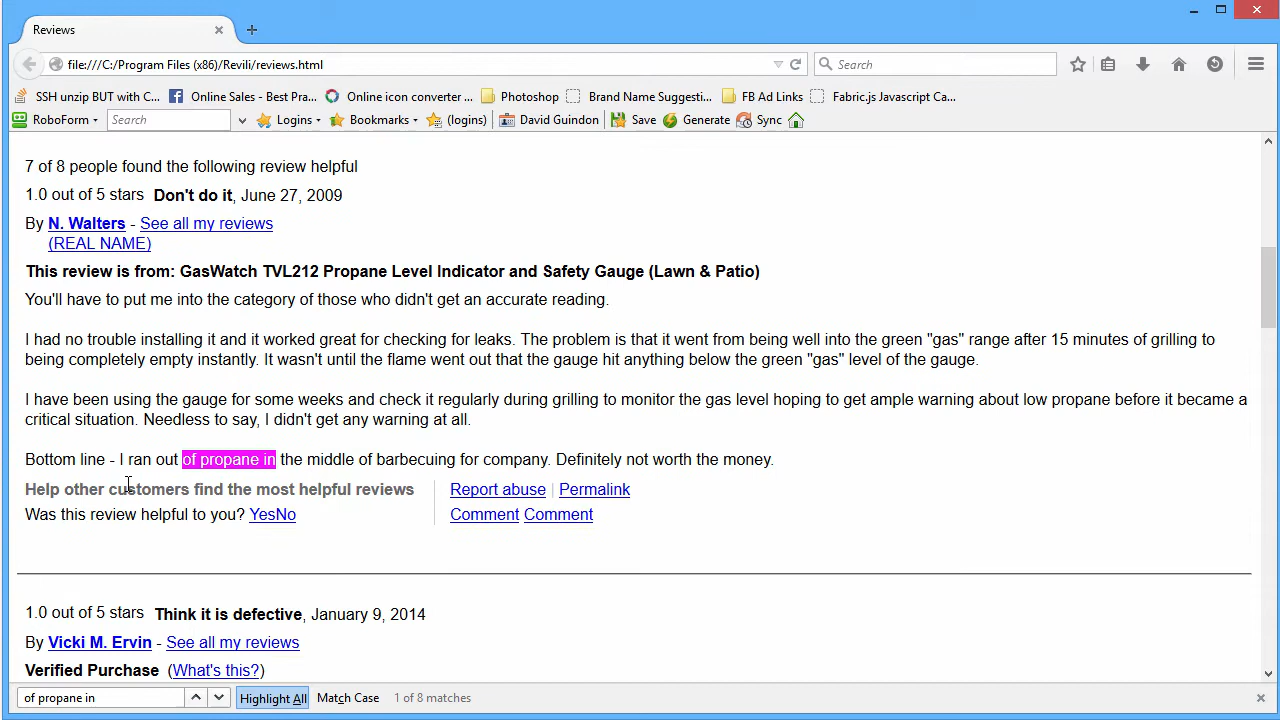 Reviews
file:///C:/Program Files (x86)/Revili/reviews.html
Search
SSH unzip BUT with C... Online Sales - Best Pra... Online icon converter ... Photoshop Brand Name Suggesti... FB Ad Links Fabric.js Javascript Ca...
RoboForm Search Logins Bookmarks (logins) David Guindon Save Generate Sync
7 of 8 people found the following review helpful
1.0 out of 5 stars Don't do it, June 27, 2009
By N. Walters - See all my reviews
(REAL NAME)
This review is from: GasWatch TVL212 Propane Level Indicator and Safety Gauge (Lawn & Patio)
You'll have to put me into the category of those who didn't get an accurate reading.
I had no trouble installing it and it worked great for checking for leaks. The problem is that it went from being well into the green "gas" range after 15 minutes of grilling to
being completely empty instantly. It wasn't until the flame went out that the gauge hit anything below the green "gas" level of the gauge.
I have been using the gauge for some weeks and check it regularly during grilling to monitor the gas level hoping to get ample warning about low propane before it became a
critical situation. Needless to say, I didn't get any warning at all.
Bottom line - I ran out of propane in the middle of barbecuing for company. Definitely not worth the money.
Help other customers find the most helpful reviews
Was this review helpful to you? YesNo
Report abuse | Permalink
Comment Comment
1.0 out of 5 stars Think it is defective, January 9, 2014
By Vicki M. Ervin - See all my reviews
Verified Purchase (What's this?)
of propane in Highlight All Match Case 1 of 8 matches